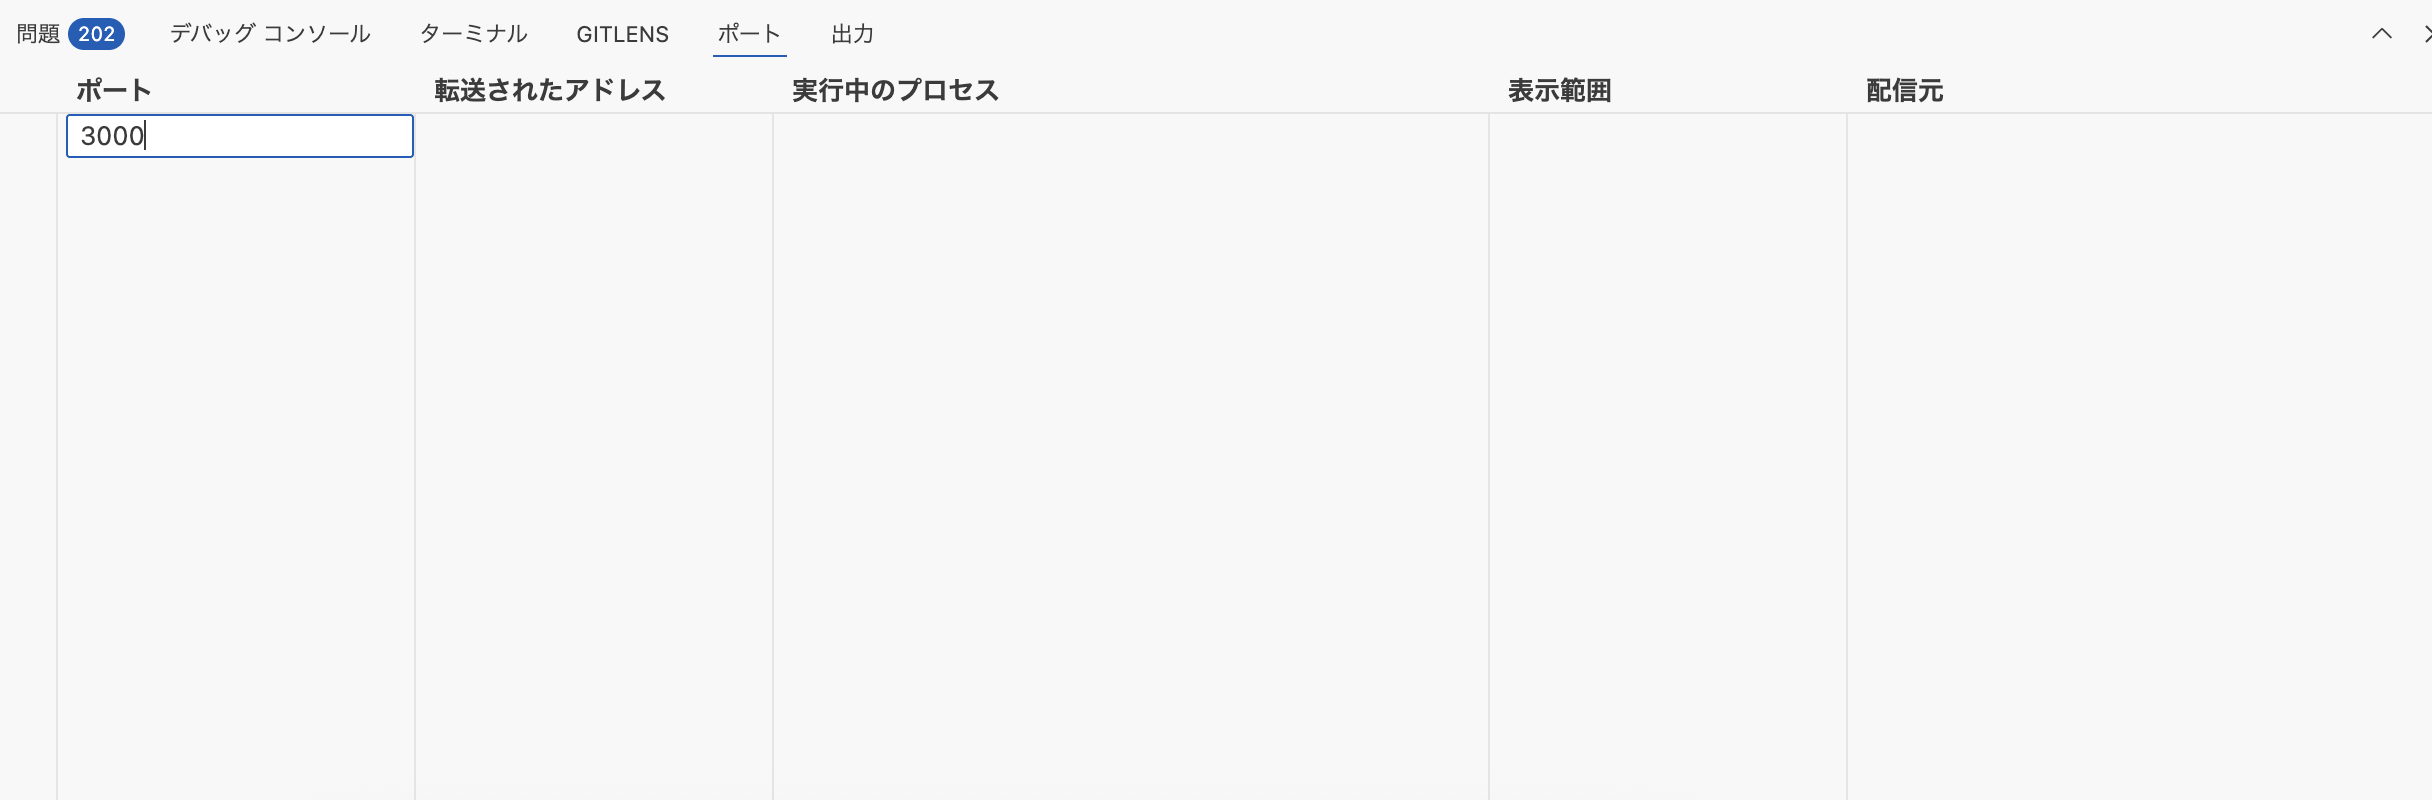 問題 202 デバッグ コンソール ターミナル GITLENS ポート 出力
ポート 転送されたアドレス 実行中のプロセス 表示範囲 配信元
3000